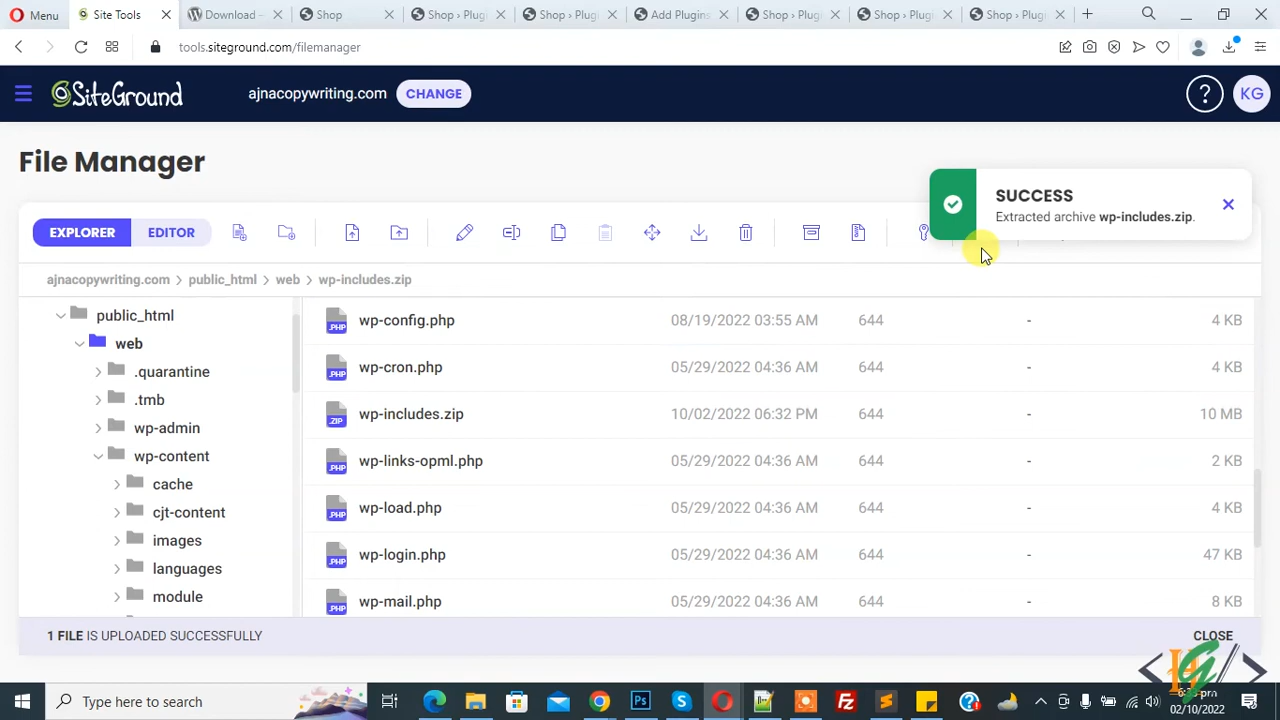 Menu
Site Tools
Download –
Shop
Shop › Plugi
Shop › Plugi
Add Plugins
Shop › Plugi
Shop › Plugi
Shop › Plugi
tools.siteground.com/filemanager
SiteGround
ajnacopywriting.com
CHANGE
?
KG
File Manager
SUCCESS
Extracted archive wp-includes.zip.
EXPLORER
EDITOR
ajnacopywriting.com > public_html > web > wp-includes.zip
public_html
web
.quarantine
.tmb
wp-admin
wp-content
cache
cjt-content
images
languages
module
wp-config.php 08/19/2022 03:55 AM 644 - 4 KB
wp-cron.php 05/29/2022 04:36 AM 644 - 4 KB
wp-includes.zip 10/02/2022 06:32 PM 644 - 10 MB
wp-links-opml.php 05/29/2022 04:36 AM 644 - 2 KB
wp-load.php 05/29/2022 04:36 AM 644 - 4 KB
wp-login.php 05/29/2022 04:36 AM 644 - 47 KB
wp-mail.php 05/29/2022 04:36 AM 644 - 8 KB
1 FILE IS UPLOADED SUCCESSFULLY
CLOSE
Type here to search
02/10/2022